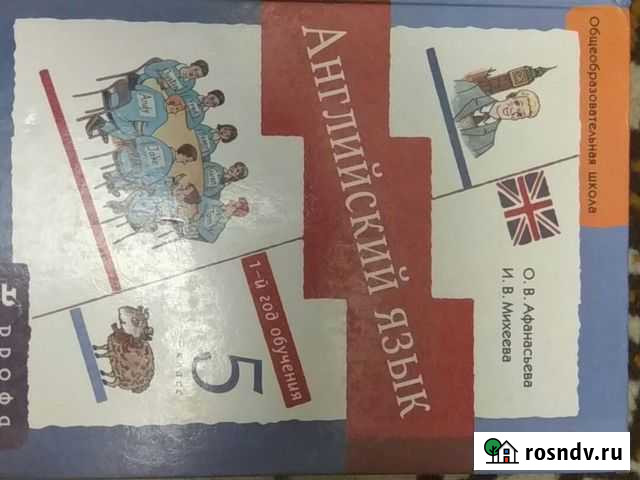 Общеобразовательная школа
О. В. Афанасьева
И. В. Михеева
АНГЛИЙСКИЙ ЯЗЫК
1-й год обучения
5
класс
ДРОФА
rosndv.ru